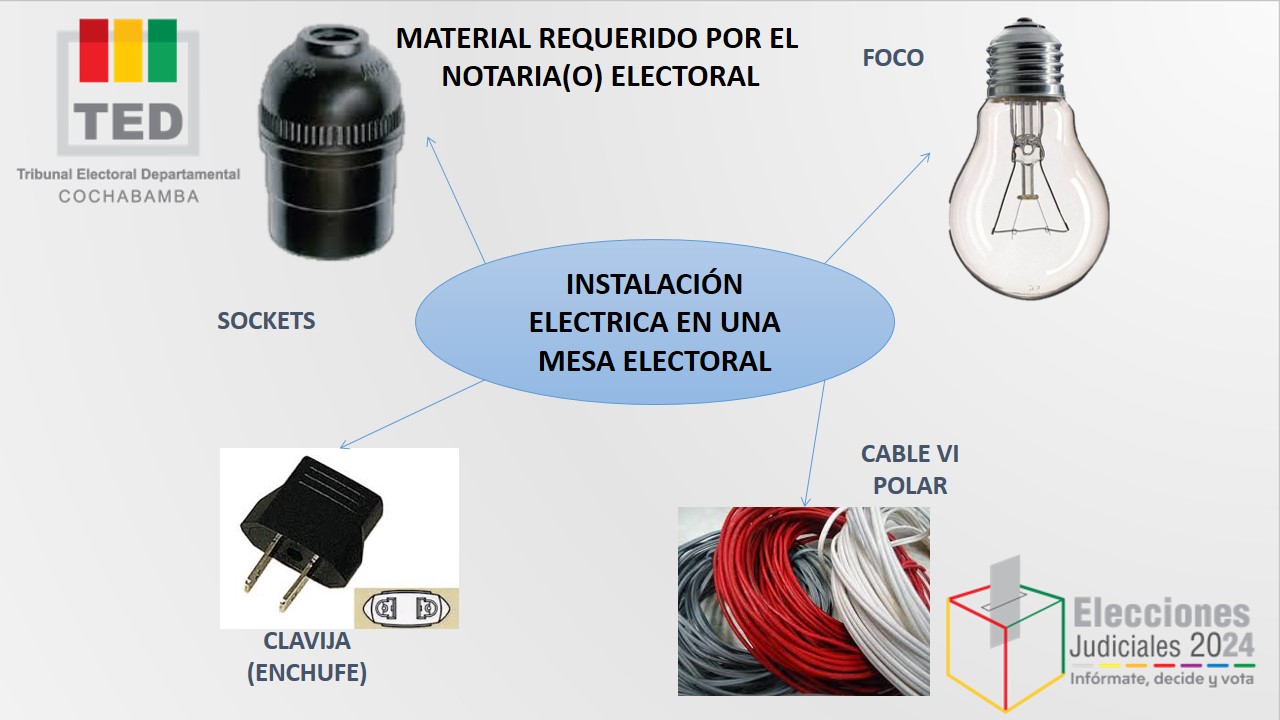 TED
Tribunal Electoral Departamental
COCHABAMBA
MATERIAL REQUERIDO POR EL
NOTARIA(O) ELECTORAL
FOCO
INSTALACIÓN
ELECTRICA EN UNA
MESA ELECTORAL
SOCKETS
CABLE VI
POLAR
CLAVIJA
(ENCHUFE)
Elecciones
Judiciales 2024
Infórmate, decide y vota